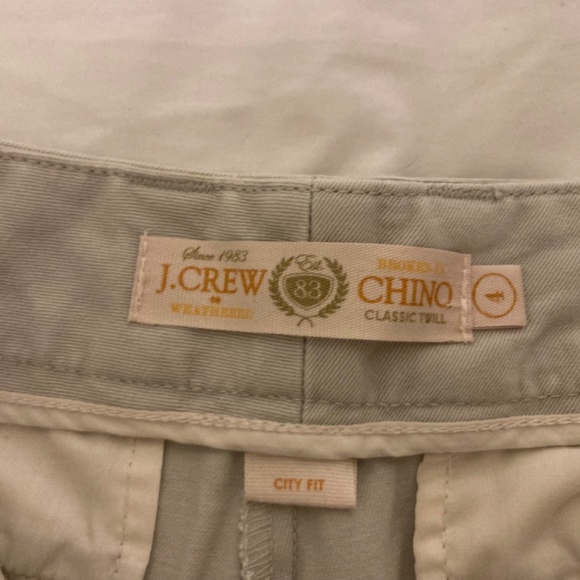 Since 1983
J.CREW
WEATHERED
Est.
83
BROKEN-IN
CHINO
CLASSIC TWILL
4
CITY FIT